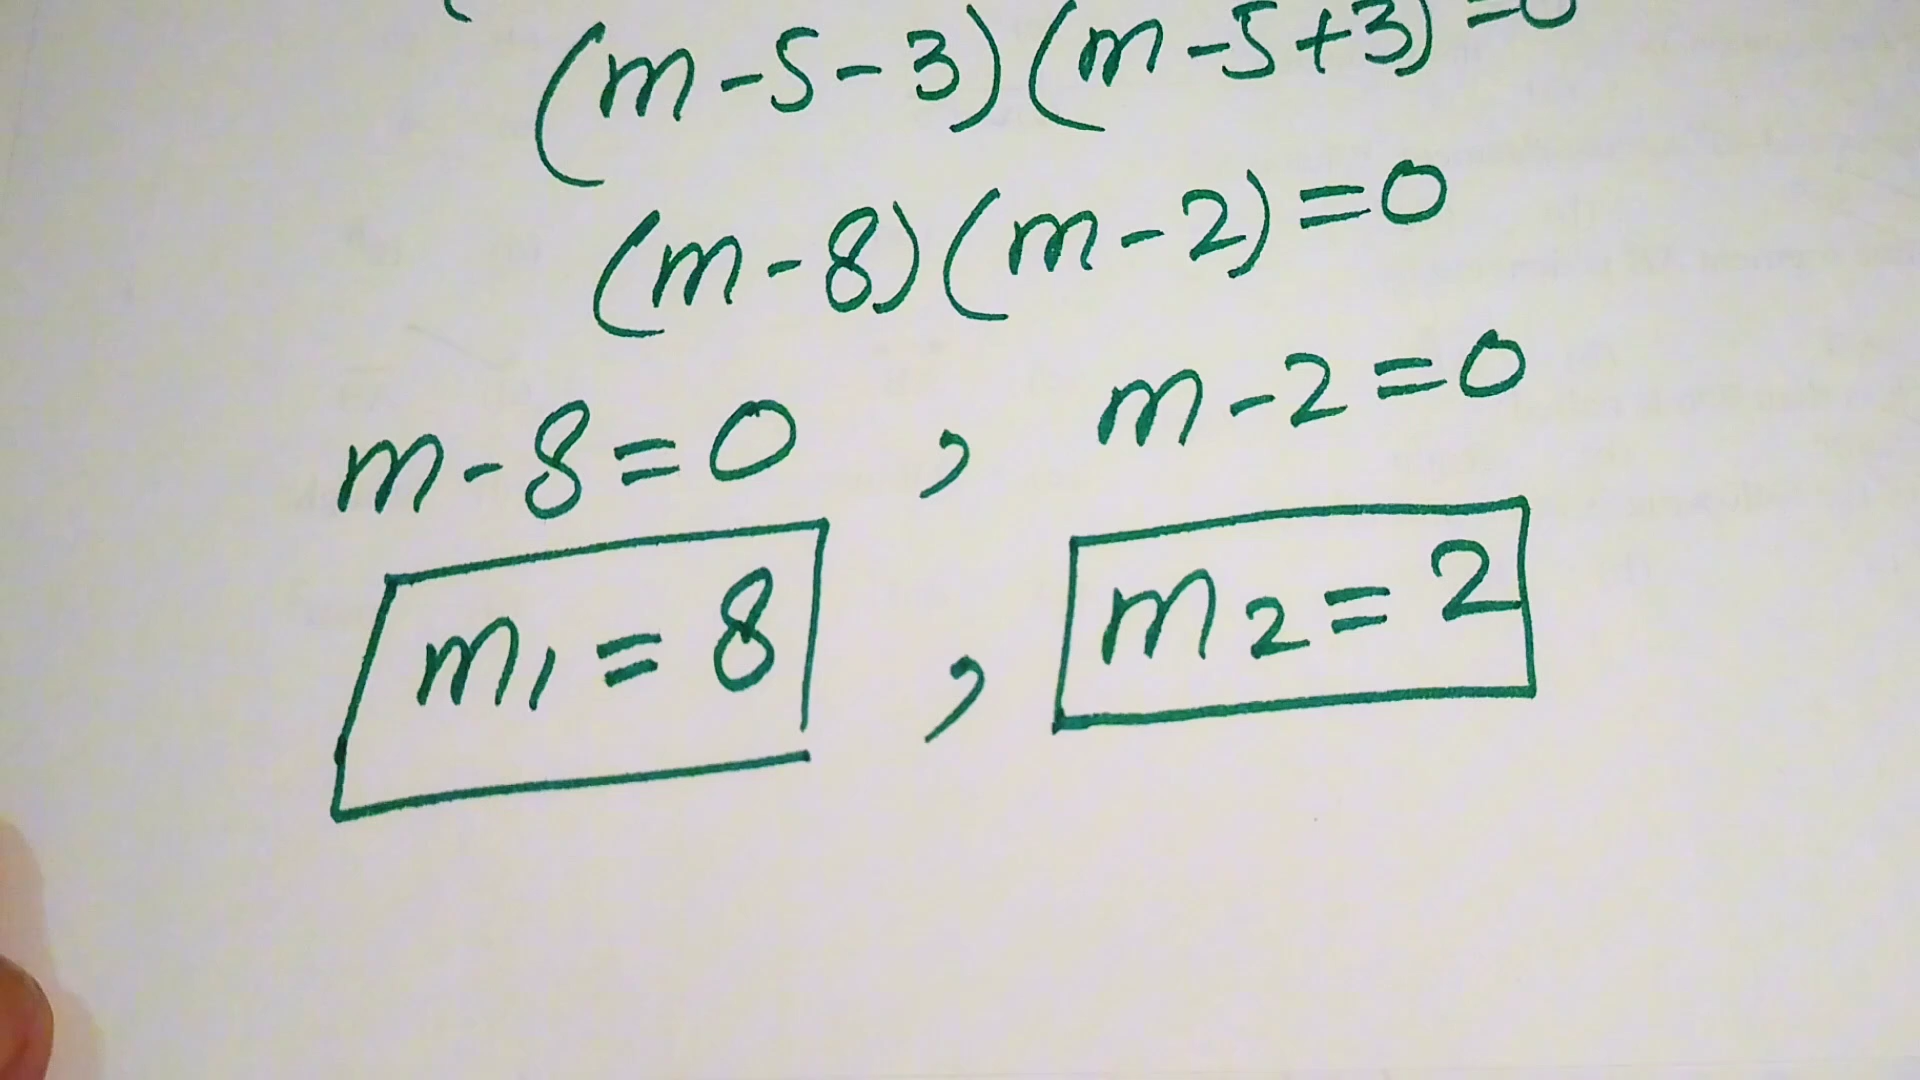 (m-5-3)(m-5+3)=0
(m-8)(m-2)=0
m-8=0 , m-2=0
m₁=8 , m₂=2